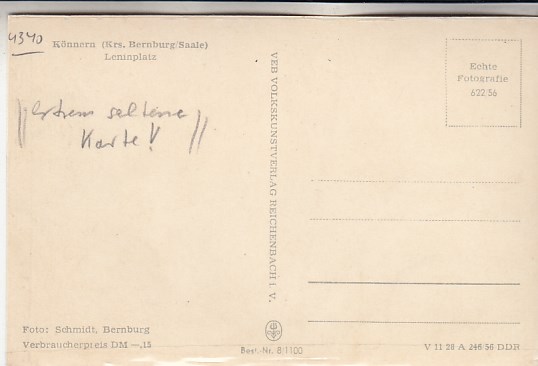 4340
Könnern (Krs. Bernburg/Saale)
Leninplatz
extrem seltene
Karte!
VEB VOLKSKUNSTVERLAG REICHENBACH I. V.
Echte
Fotografie
622 56
Foto: Schmidt, Bernburg
Verbraucherpreis DM —,15
Best.-Nr. B 1100
V 11 28 A 246 56 DDR